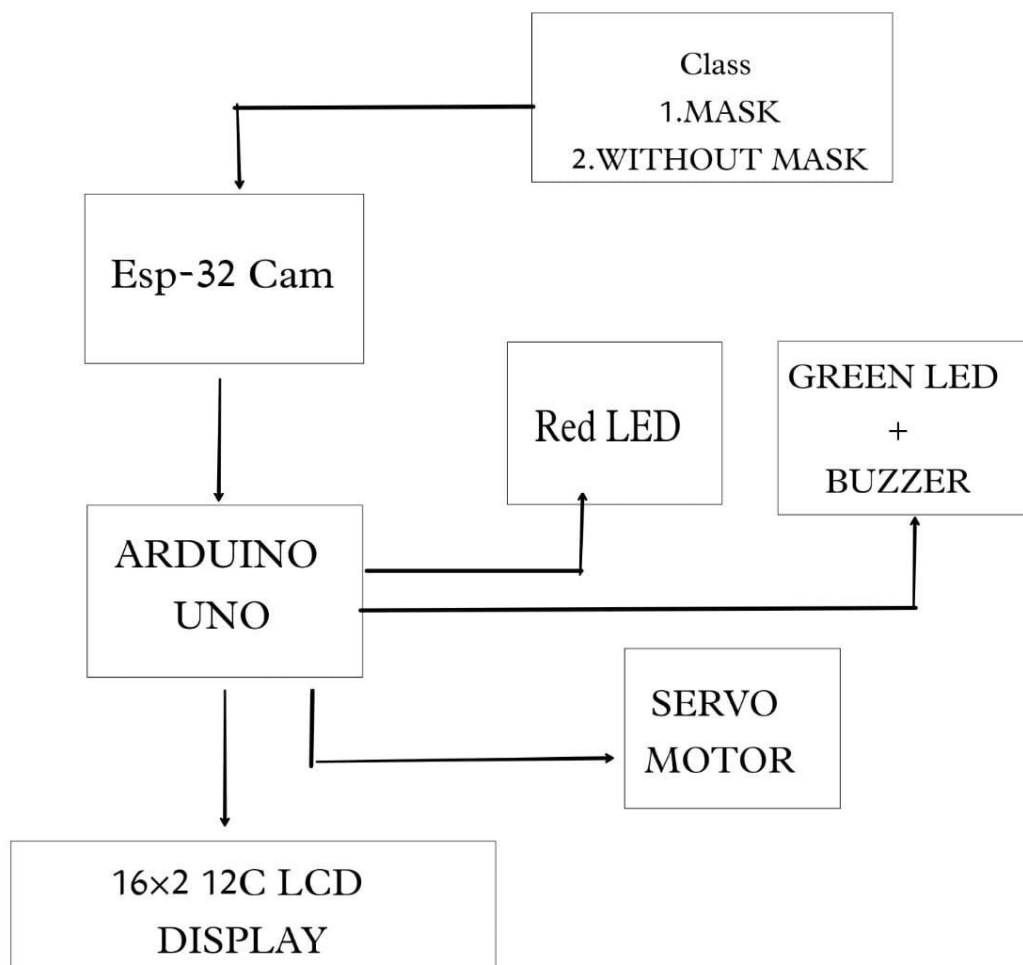 Class
1.MASK
2.WITHOUT MASK
Esp-32 Cam
Red LED
GREEN LED
+
BUZZER
ARDUINO
UNO
SERVO
MOTOR
16×2 12C LCD
DISPLAY